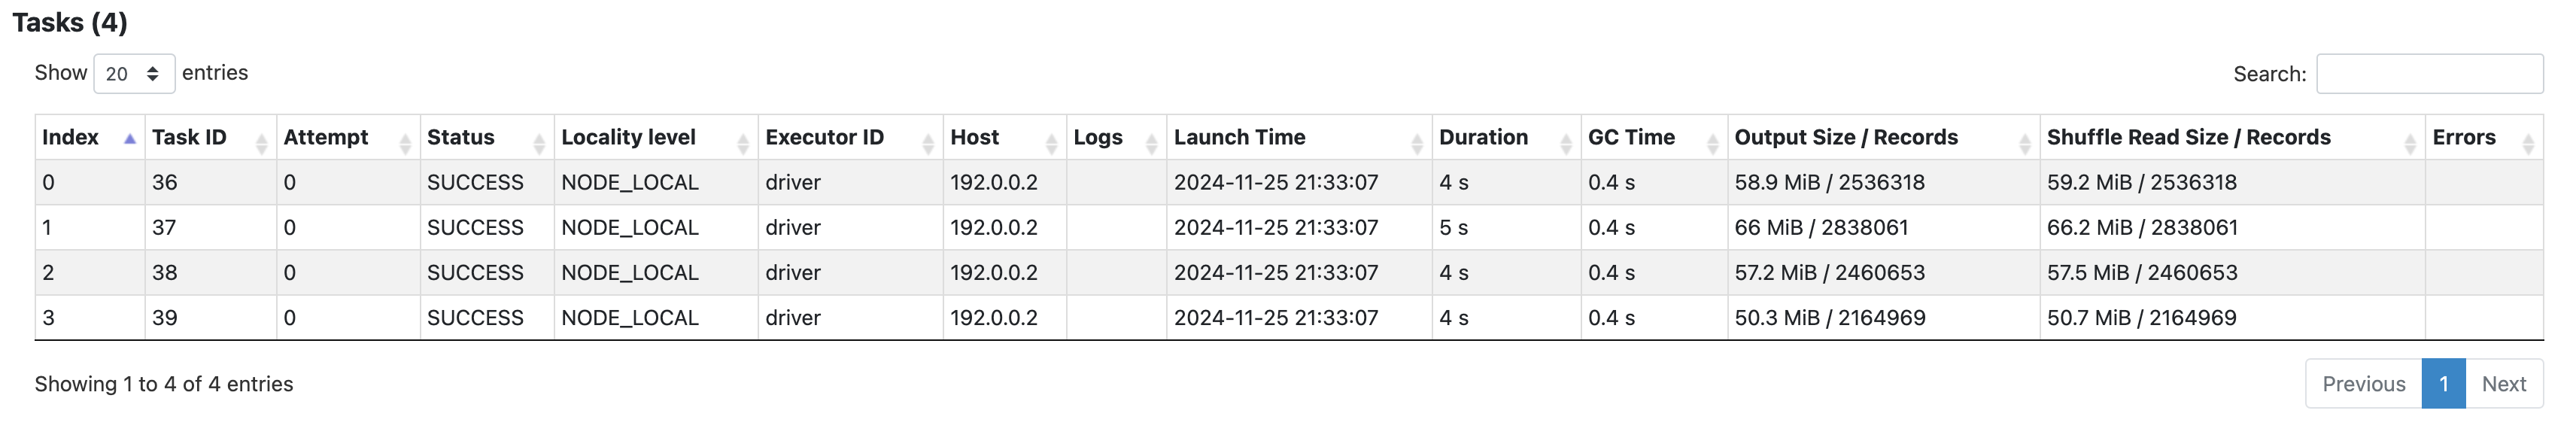 Tasks (4)
Show 20 entries Search:
Index Task ID Attempt Status Locality level Executor ID Host Logs Launch Time Duration GC Time Output Size / Records Shuffle Read Size / Records Errors
0 36 0 SUCCESS NODE_LOCAL driver 192.0.0.2 2024-11-25 21:33:07 4 s 0.4 s 58.9 MiB / 2536318 59.2 MiB / 2536318
1 37 0 SUCCESS NODE_LOCAL driver 192.0.0.2 2024-11-25 21:33:07 5 s 0.4 s 66 MiB / 2838061 66.2 MiB / 2838061
2 38 0 SUCCESS NODE_LOCAL driver 192.0.0.2 2024-11-25 21:33:07 4 s 0.4 s 57.2 MiB / 2460653 57.5 MiB / 2460653
3 39 0 SUCCESS NODE_LOCAL driver 192.0.0.2 2024-11-25 21:33:07 4 s 0.4 s 50.3 MiB / 2164969 50.7 MiB / 2164969
Showing 1 to 4 of 4 entries Previous 1 Next